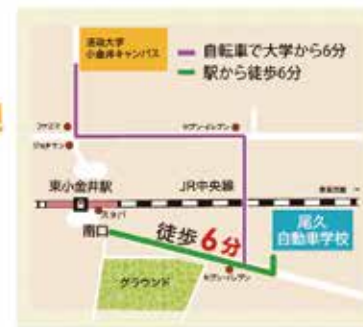 法政大学
小金井キャンパス
自転車で大学から6分
駅から徒歩6分
ファミマ
セブン-イレブン
ジョナサン
東小金井駅
JR中央線
スタバ
南口
徒歩6分
尾久
自動車学校
グラウンド
セブン-イレブン